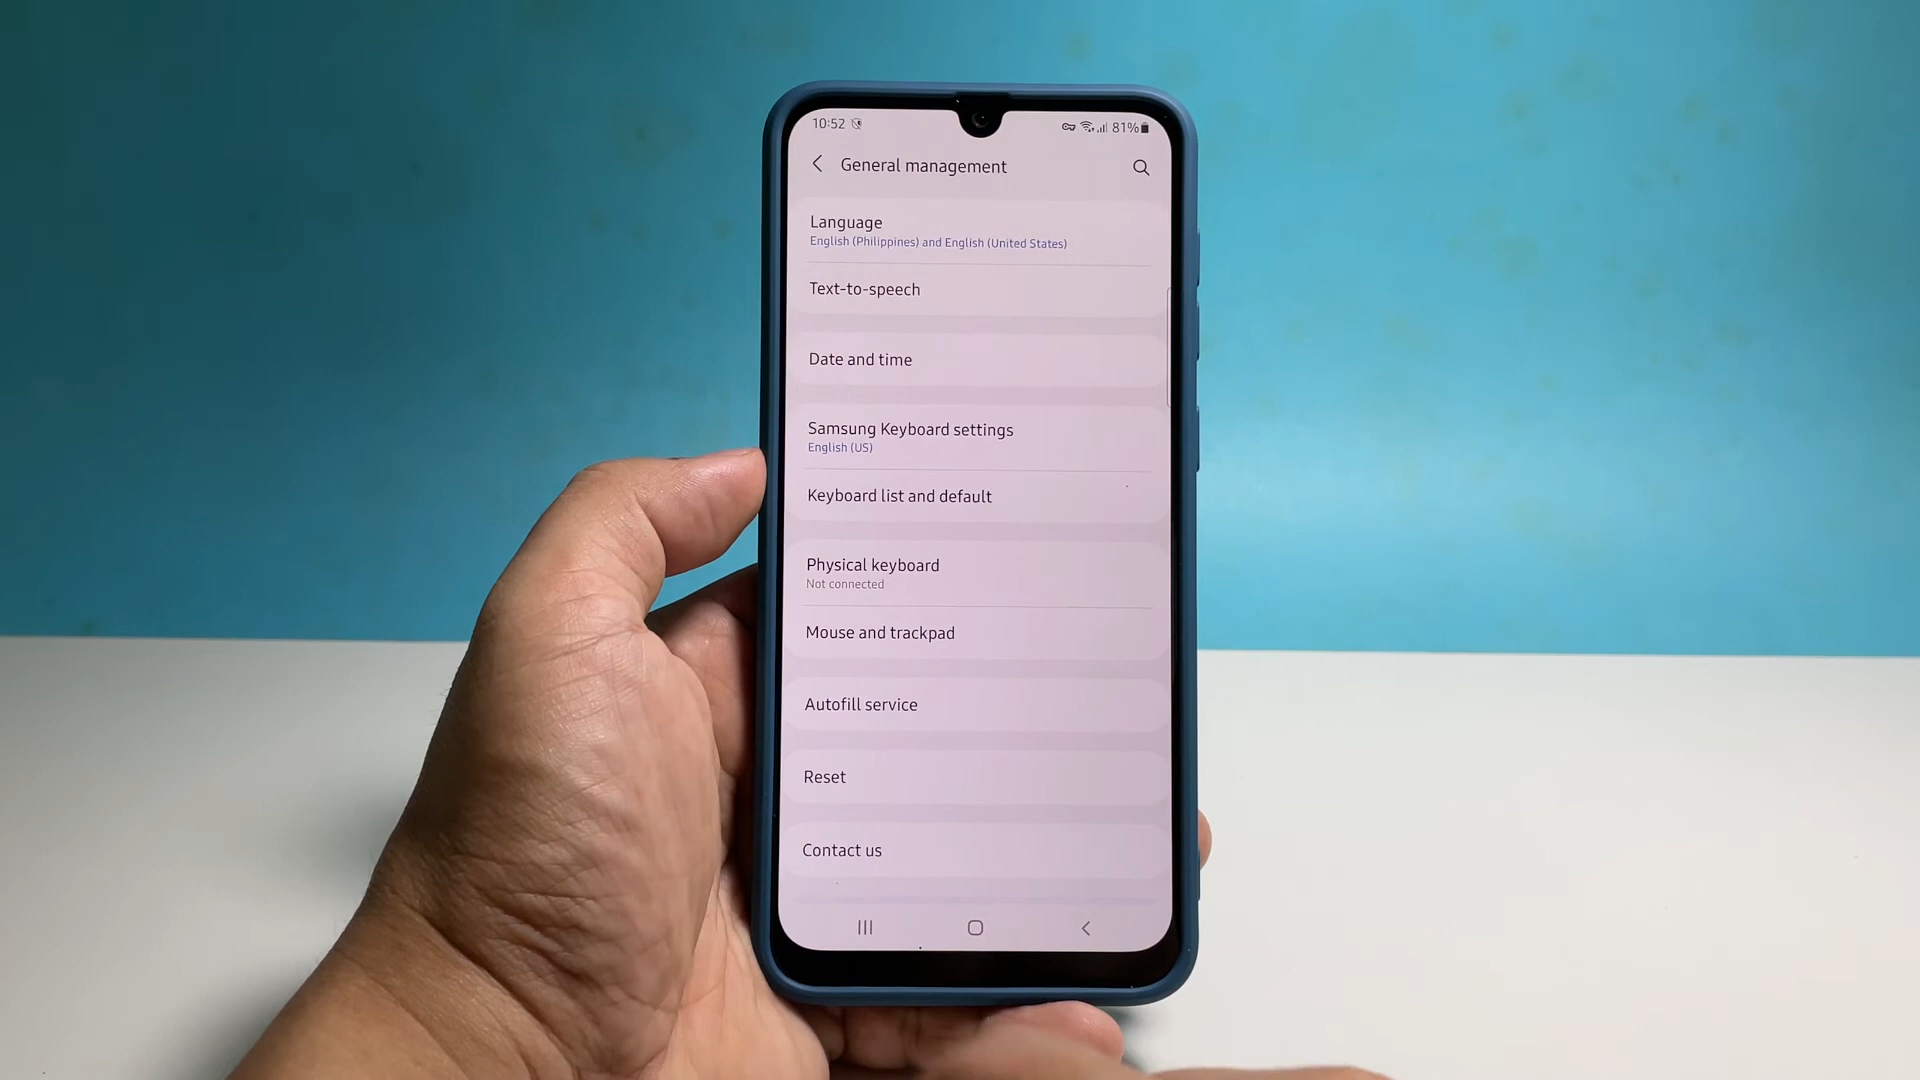 10:52
81%
General management
Language
English (Philippines) and English (United States)
Text-to-speech
Date and time
Samsung Keyboard settings
English (US)
Keyboard list and default
Physical keyboard
Not connected
Mouse and trackpad
Autofill service
Reset
Contact us